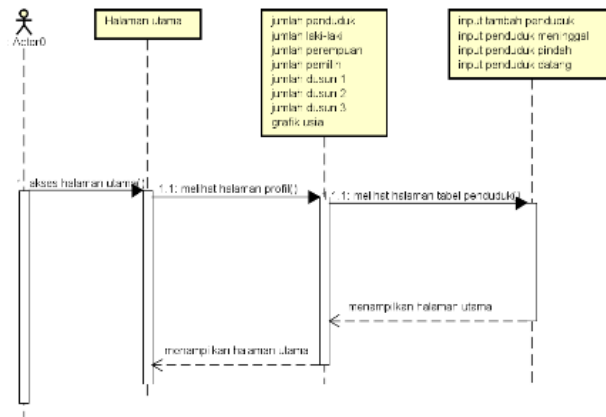 Actor0
Halaman utama
jumlah penduduk
jumlah laki-laki
jumlah perempuan
jumlah pemilih
jumlah dusun 1
jumlah dusun 2
jumlah dusun 3
grafik usia
input tambah penduduk
input penduduk meninggal
input penduduk pindah
input penduduk datang
akses halaman utama()
1.1: melihat halaman profil()
1.1: melihat halaman tabel penduduk()
menampilkan halaman utama
menampilkan halaman utama